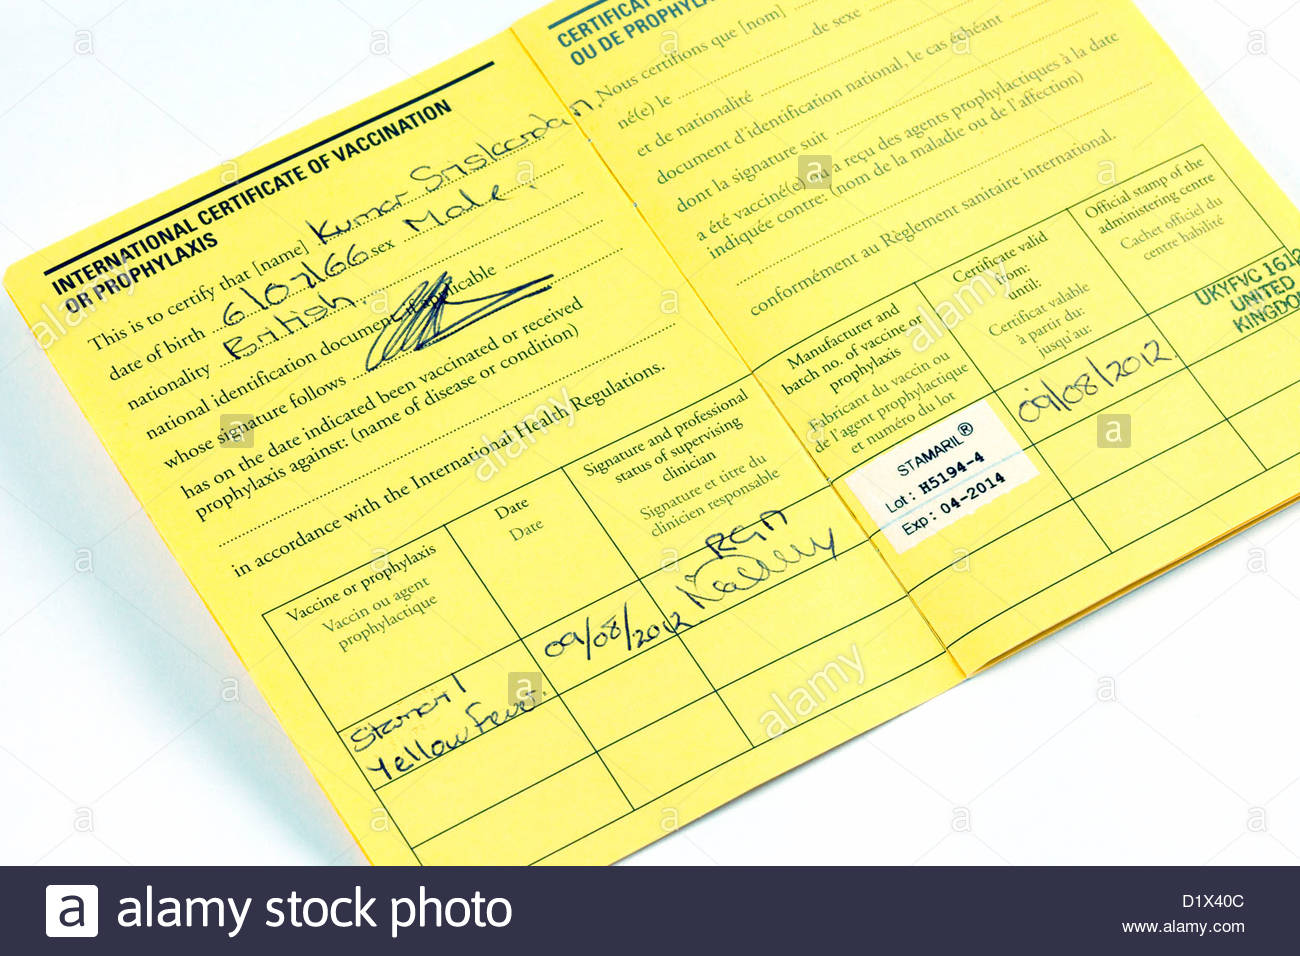 INTERNATIONAL CERTIFICATE OF VACCINATION
OR PROPHYLAXIS
This is to certify that [name] Kumar Sriskandan.
date of birth 6/07/66 sex Male.
nationality British
national identification document, if applicable
whose signature follows
has on the date indicated been vaccinated or received
prophylaxis against: (name of disease or condition)
in accordance with the International Health Regulations.
Vaccine or prophylaxis
Vaccin ou agent
prophylactique
Date
Date
Signature and professional
status of supervising
clinician
Signature et titre du
clinicien responsable
Stamaril
Yellow Fever.
09/08/2012
RGN
CERTIFICAT
OU DE PROPHYLA
Nous certifions que [nom]
né(e) le de sexe
et de nationalité
document d'identification national, le cas échéant
dont la signature suit
a été vacciné(e) ou a reçu des agents prophylactiques à la date
indiquée contre: (nom de la maladie ou de l'affection)
conformément au Règlement sanitaire international.
Manufacturer and
batch no. of vaccine or
prophylaxis
Fabricant du vaccin ou
de l'agent prophylactique
et numéro du lot
Certificate valid
from:
until:
Certificat valable
à partir du:
jusqu'au:
Official stamp of the
administering centre
Cachet officiel du
centre habilité
STAMARIL®
Lot: H5194-4
Exp: 04-2014
09/08/2012
UKYFVC 1612
UNITED
KINGDO
alamy
alamy
alamy
alamy
alamy
a alamy stock photo
D1X40C
www.alamy.com